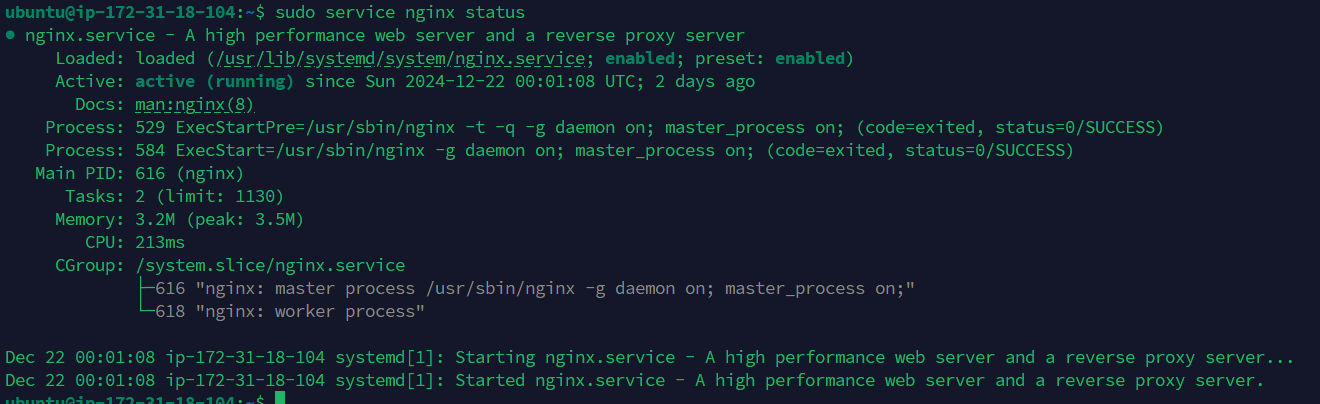 ubuntu@ip-172-31-18-104:~$ sudo service nginx status
● nginx.service - A high performance web server and a reverse proxy server
     Loaded: loaded (/usr/lib/systemd/system/nginx.service; enabled; preset: enabled)
     Active: active (running) since Sun 2024-12-22 00:01:08 UTC; 2 days ago
       Docs: man:nginx(8)
    Process: 529 ExecStartPre=/usr/sbin/nginx -t -q -g daemon on; master_process on; (code=exited, status=0/SUCCESS)
    Process: 584 ExecStart=/usr/sbin/nginx -g daemon on; master_process on; (code=exited, status=0/SUCCESS)
   Main PID: 616 (nginx)
      Tasks: 2 (limit: 1130)
     Memory: 3.2M (peak: 3.5M)
        CPU: 213ms
     CGroup: /system.slice/nginx.service
             ├─616 "nginx: master process /usr/sbin/nginx -g daemon on; master_process on;"
             └─618 "nginx: worker process"

Dec 22 00:01:08 ip-172-31-18-104 systemd[1]: Starting nginx.service - A high performance web server and a reverse proxy server...
Dec 22 00:01:08 ip-172-31-18-104 systemd[1]: Started nginx.service - A high performance web server and a reverse proxy server.
ubuntu@ip-172-31-18-104:~$